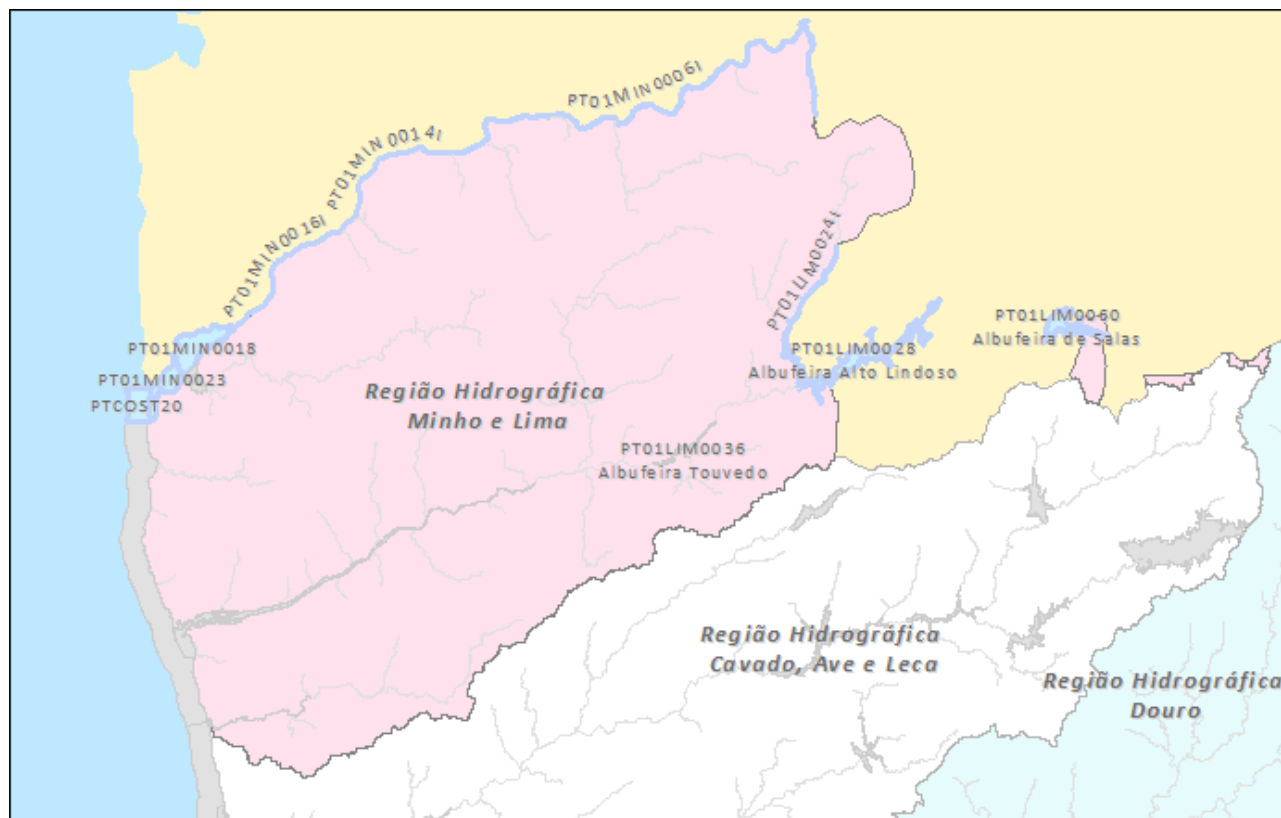 PT01MIN0006I
PT01MIN0014I
PT01MIN0016I
PT01LIM0024I
PT01MIN0018
PT01MIN0023
PTCOST20
PT01LIM0028
Albufeira Alto Lindoso
PT01LIM0060
Albufeira de Salas
Região Hidrográfica
Minho e Lima
PT01LIM0036
Albufeira Touvedo
Região Hidrográfica
Cavado, Ave e Leca
Região Hidrográfica
Douro